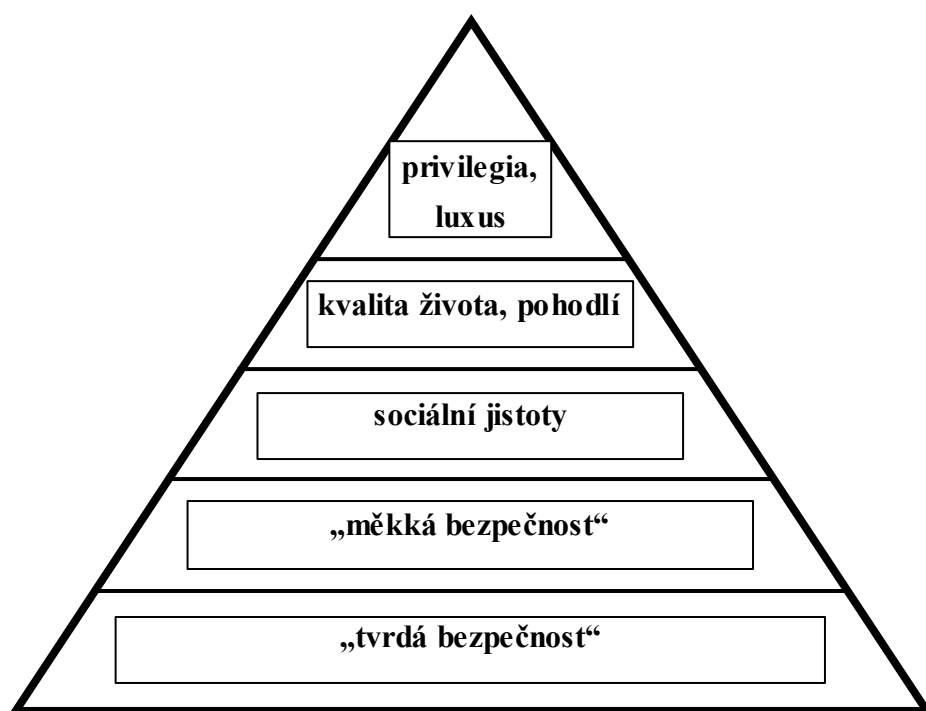 privilegia,
luxus
kvalita života, pohodlí
sociální jistoty
„měkká bezpečnost“
„tvrdá bezpečnost“